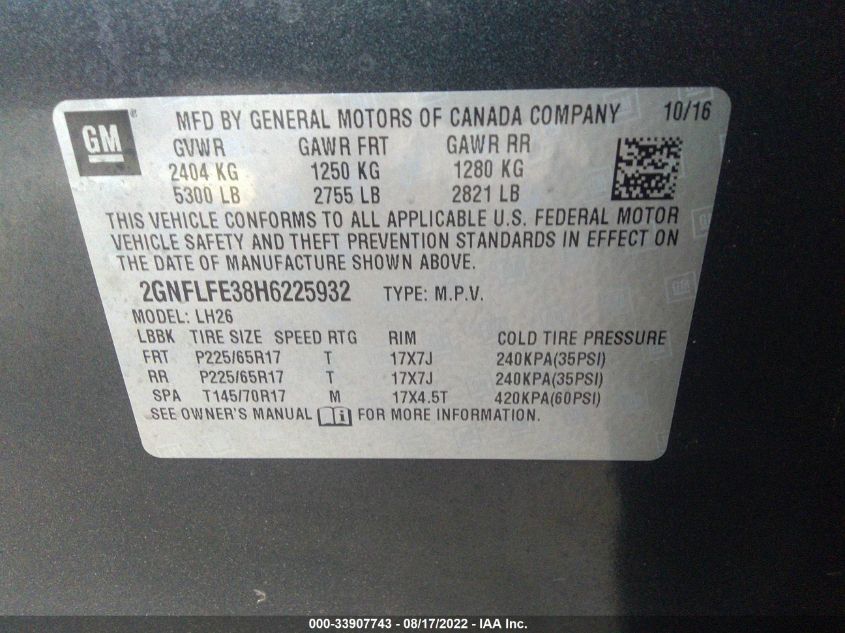 GM ® MFD BY GENERAL MOTORS OF CANADA COMPANY 10/16
GVWR GAWR FRT GAWR RR
2404 KG 1250 KG 1280 KG
5300 LB 2755 LB 2821 LB
THIS VEHICLE CONFORMS TO ALL APPLICABLE U.S. FEDERAL MOTOR
VEHICLE SAFETY AND THEFT PREVENTION STANDARDS IN EFFECT ON
THE DATE OF MANUFACTURE SHOWN ABOVE.
2GNFLFE38H6225932 TYPE: M.P.V.
MODEL: LH26
LBBK TIRE SIZE SPEED RTG RIM COLD TIRE PRESSURE
FRT P225/65R17 T 17X7J 240KPA(35PSI)
RR P225/65R17 T 17X7J 240KPA(35PSI)
SPA T145/70R17 M 17X4.5T 420KPA(60PSI)
SEE OWNER'S MANUAL i FOR MORE INFORMATION.
000-33907743 - 08/17/2022 - IAA Inc.